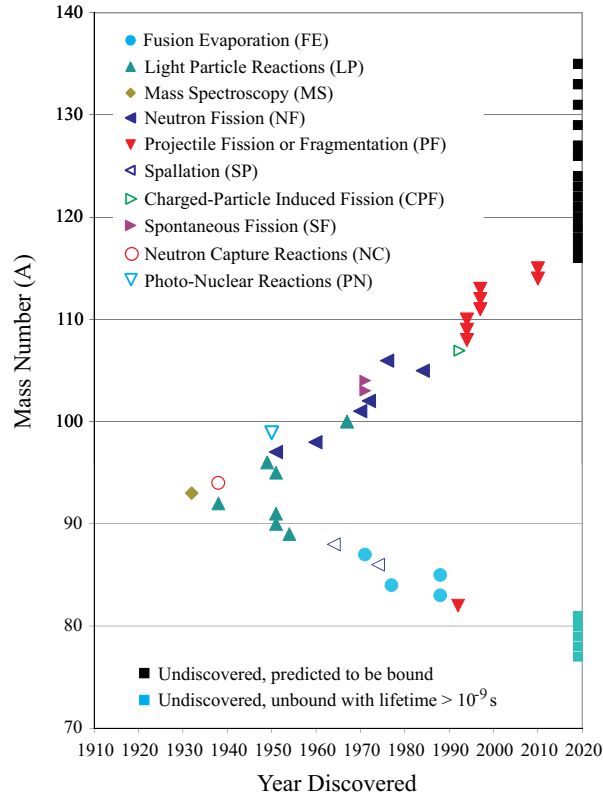 140
130
120
110
100
90
80
70
Mass Number (A)
Fusion Evaporation (FE)
Light Particle Reactions (LP)
Mass Spectroscopy (MS)
Neutron Fission (NF)
Projectile Fission or Fragmentation (PF)
Spallation (SP)
Charged-Particle Induced Fission (CPF)
Spontaneous Fission (SF)
Neutron Capture Reactions (NC)
Photo-Nuclear Reactions (PN)
Undiscovered, predicted to be bound
Undiscovered, unbound with lifetime > 10⁻⁹ s
1910 1920 1930 1940 1950 1960 1970 1980 1990 2000 2010 2020
Year Discovered